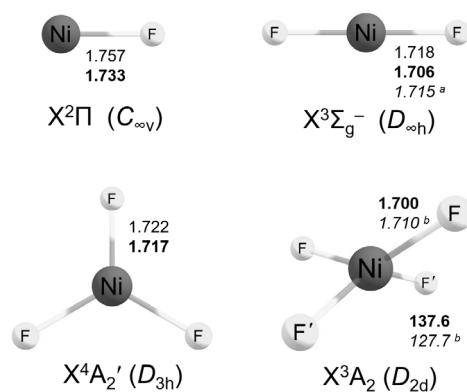 Ni F
1.757
1.733
X²Π (C∞v)
F Ni F
1.718
1.706
1.715 ᵃ
X³Σg⁻ (D∞h)
F
1.722
1.717
Ni
F F
X⁴A₂′ (D₃h)
1.700
1.710 ᵇ
F
F
Ni
F′
F′
137.6
127.7 ᵇ
X³A₂ (D₂d)